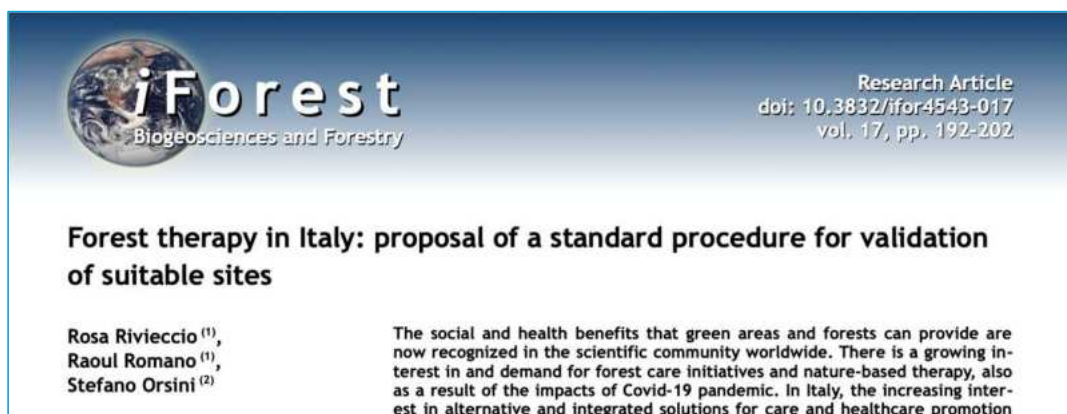 iForest
Biogeosciences and Forestry
Research Article
doi: 10.3832/ifor4543-017
vol. 17, pp. 192-202
Forest therapy in Italy: proposal of a standard procedure for validation
of suitable sites
Rosa Rivieccio (1),
Raoul Romano (1),
Stefano Orsini (2)
The social and health benefits that green areas and forests can provide are
now recognized in the scientific community worldwide. There is a growing in-
terest in and demand for forest care initiatives and nature-based therapy, also
as a result of the impacts of Covid-19 pandemic. In Italy, the increasing inter-
est in alternative and integrated solutions for care and healthcare promotion